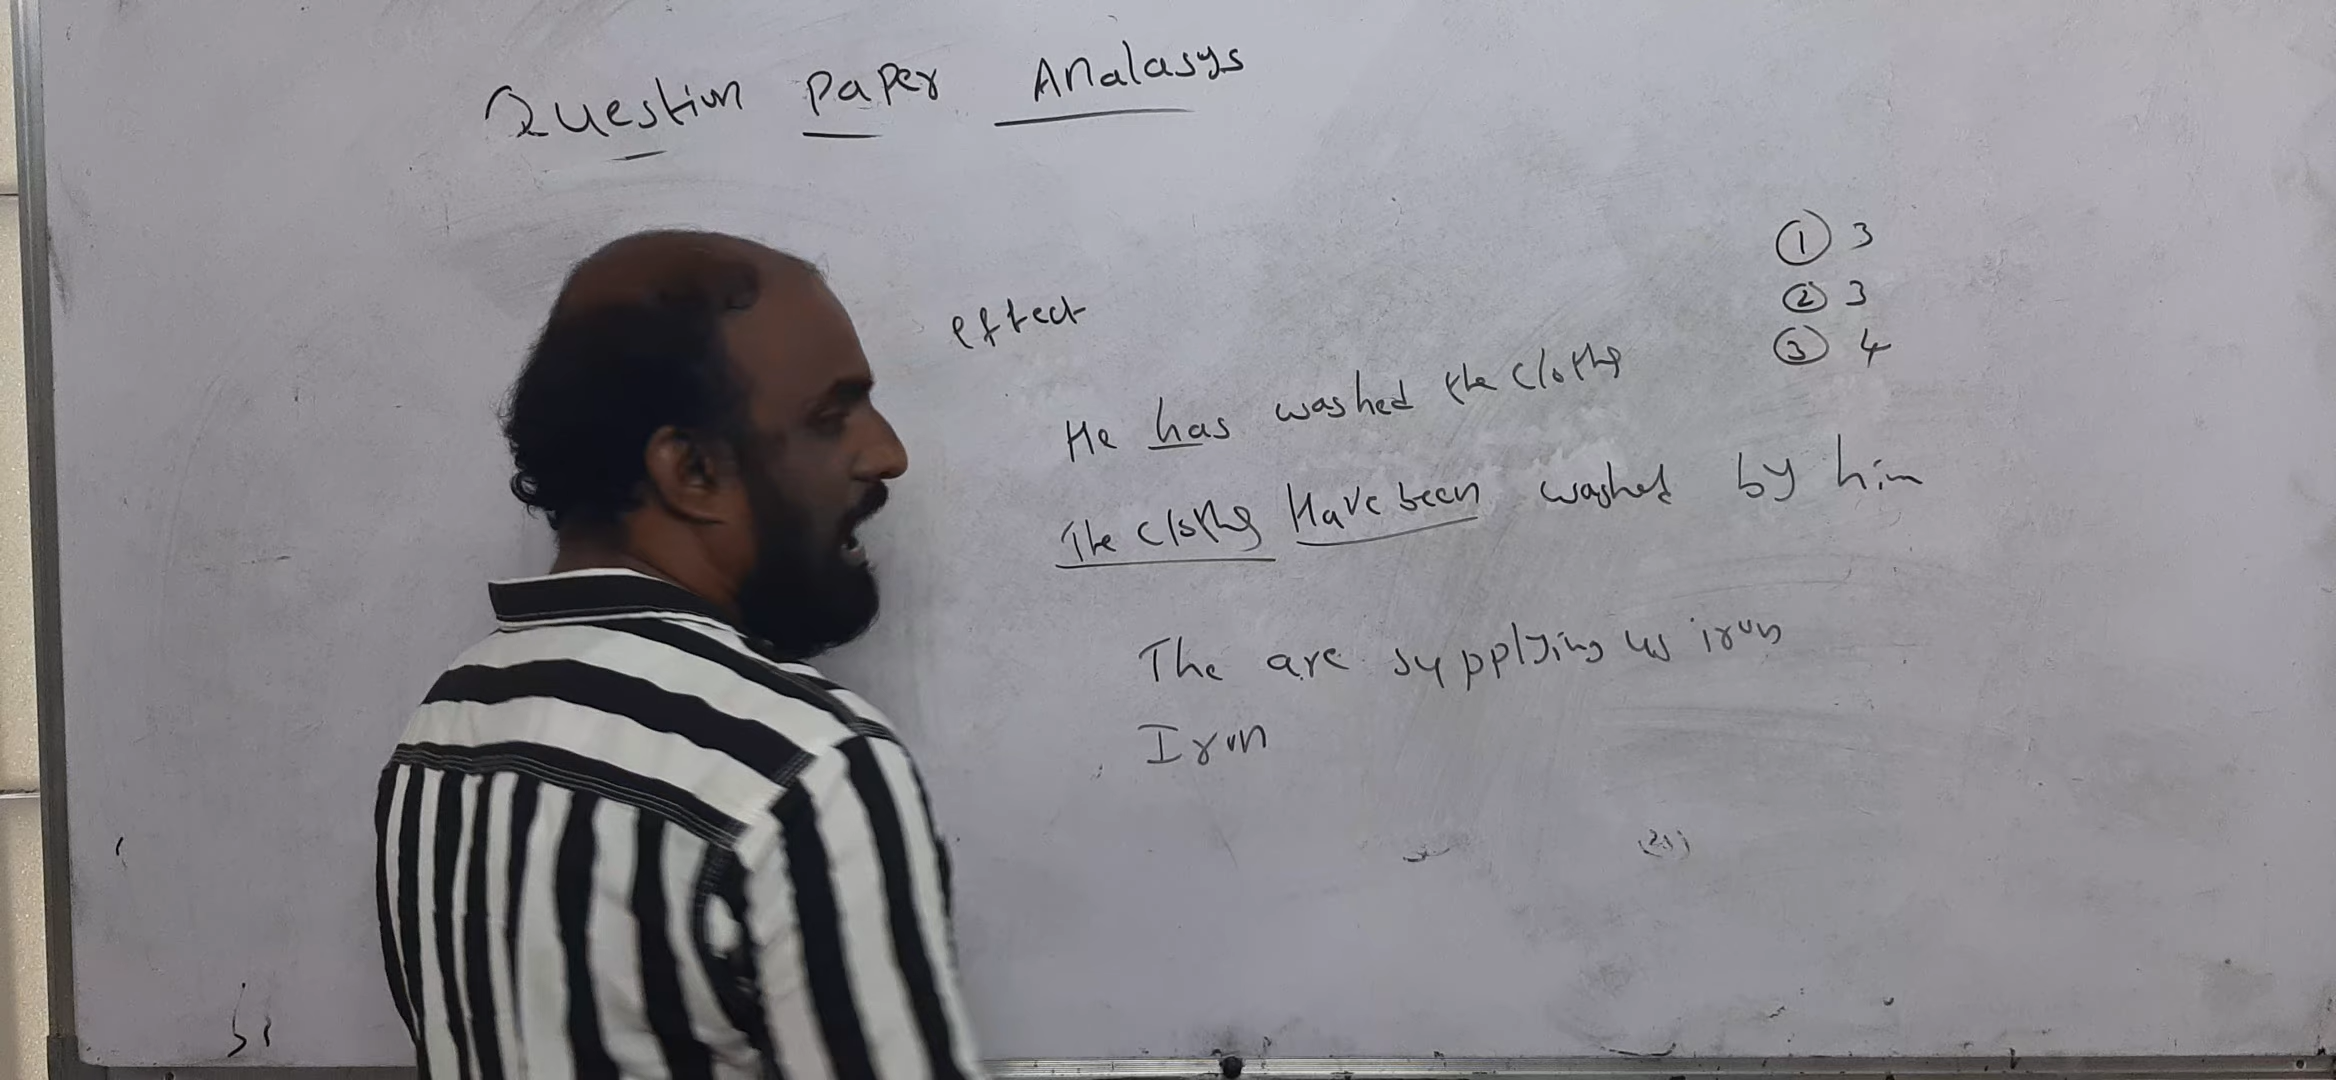 Question Paper Analasys
① 3
② 3
③ 4
effect
He has washed the cloths
The cloths Have been washed by him
The are supplying us iron
Iron
(21)